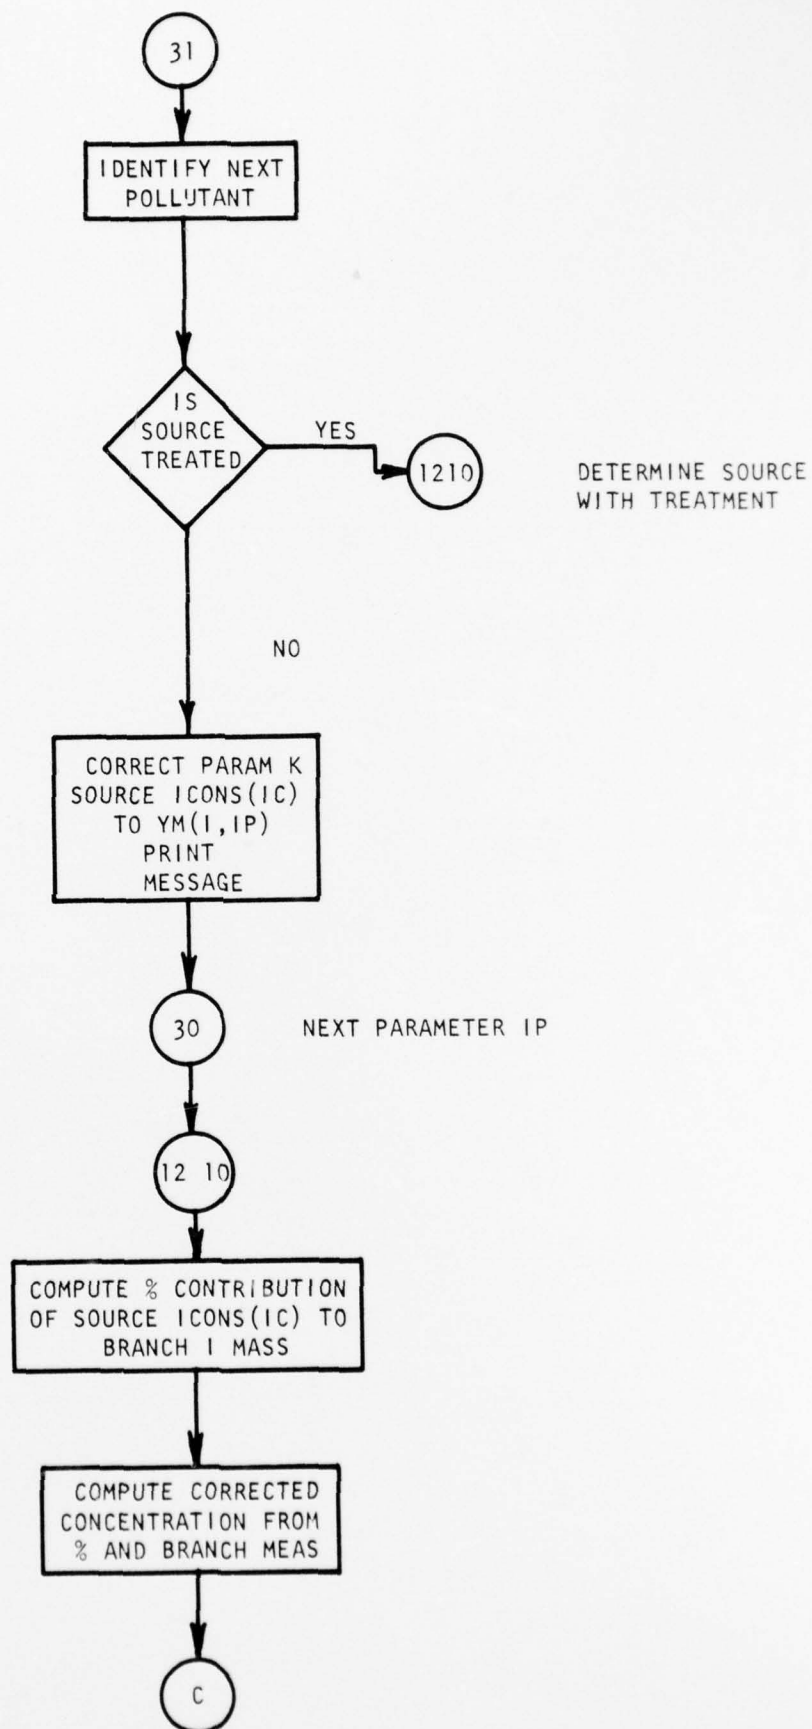 31
IDENTIFY NEXT
POLLUTANT
IS
SOURCE
TREATED
YES
1210
DETERMINE SOURCE
WITH TREATMENT
NO
CORRECT PARAM K
SOURCE ICONS(IC)
TO YM(I,IP)
PRINT
MESSAGE
30
NEXT PARAMETER IP
12 10
COMPUTE % CONTRIBUTION
OF SOURCE ICONS(IC) TO
BRANCH I MASS
COMPUTE CORRECTED
CONCENTRATION FROM
% AND BRANCH MEAS
C